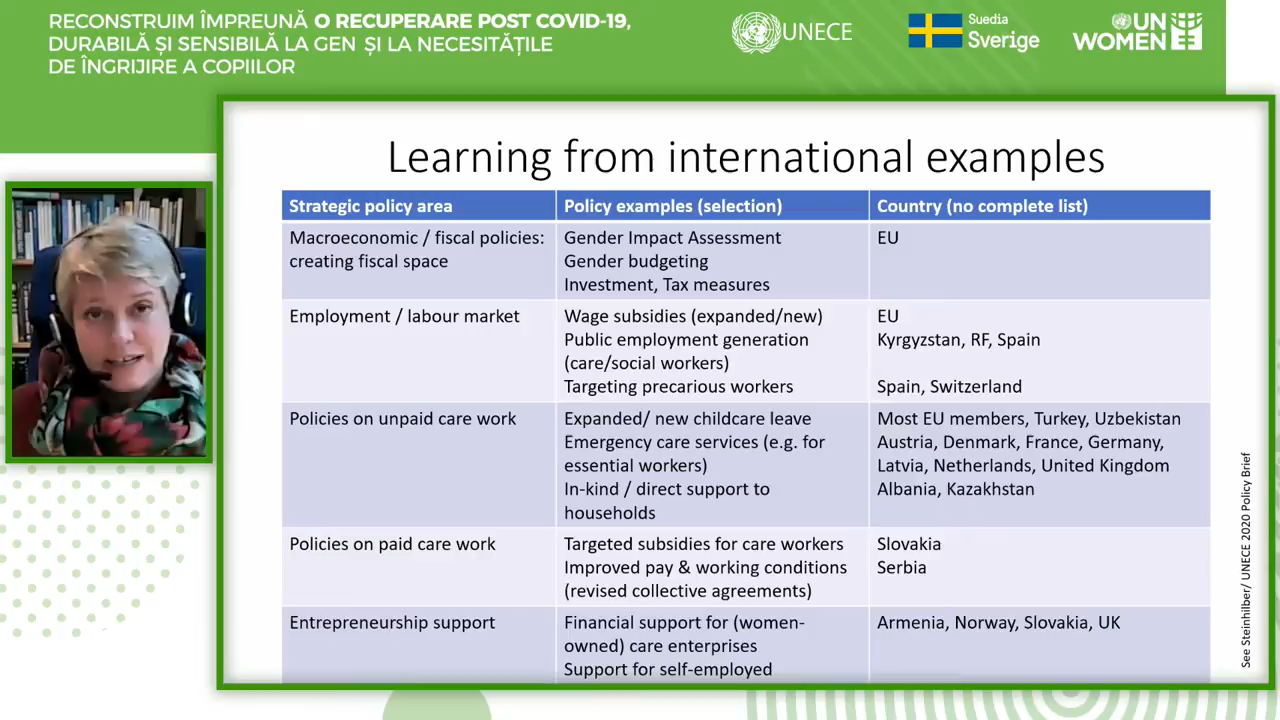 RECONSTRUIM ÎMPREUNĂ O RECUPERARE POST COVID-19,
DURABILĂ ȘI SENSIBILĂ LA GEN ȘI LA NECESITĂȚILE
DE ÎNGRIJIRE A COPIILOR
UNECE
Suedia
Sverige
UN
WOMEN
Learning from international examples
Strategic policy area
Policy examples (selection)
Country (no complete list)
Macroeconomic / fiscal policies:
creating fiscal space
Gender Impact Assessment
Gender budgeting
Investment, Tax measures
EU
Employment / labour market
Wage subsidies (expanded/new)
Public employment generation
(care/social workers)
Targeting precarious workers
EU
Kyrgyzstan, RF, Spain
Spain, Switzerland
Policies on unpaid care work
Expanded/ new childcare leave
Emergency care services (e.g. for
essential workers)
In-kind / direct support to
households
Most EU members, Turkey, Uzbekistan
Austria, Denmark, France, Germany,
Latvia, Netherlands, United Kingdom
Albania, Kazakhstan
Policies on paid care work
Targeted subsidies for care workers
Improved pay & working conditions
(revised collective agreements)
Slovakia
Serbia
Entrepreneurship support
Financial support for (women-
owned) care enterprises
Support for self-employed
Armenia, Norway, Slovakia, UK
See Steinhilber/ UNECE 2020 Policy Brief